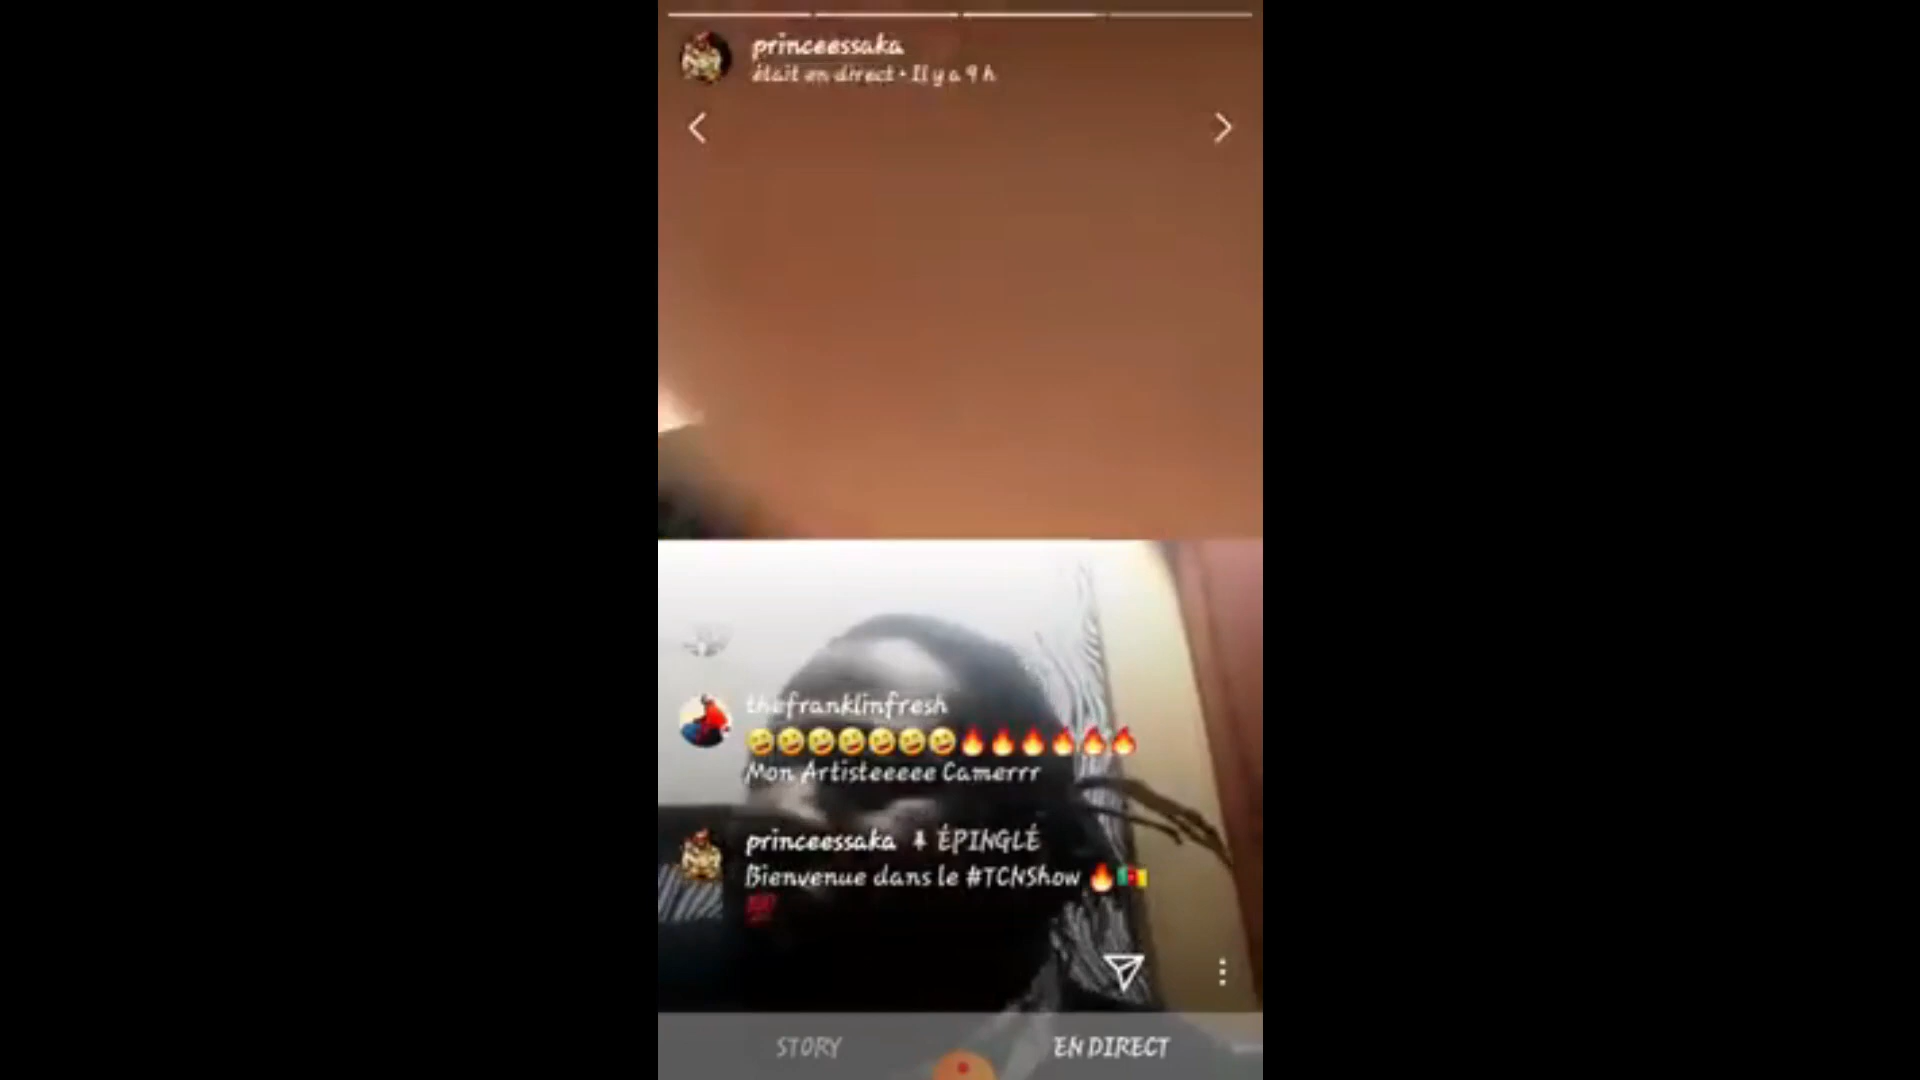 princeessaka
était en direct • Il y a 9 h
thefranklinfresh
🤪🤪🤪🤪🤪🤪🤪🔥🔥🔥🔥🔥🔥
Mon Artisteeeee Camerrr
princeessaka ÉPINGLÉ
Bienvenue dans le #TCNShow 🔥🇨🇲
💯
STORY
EN DIRECT